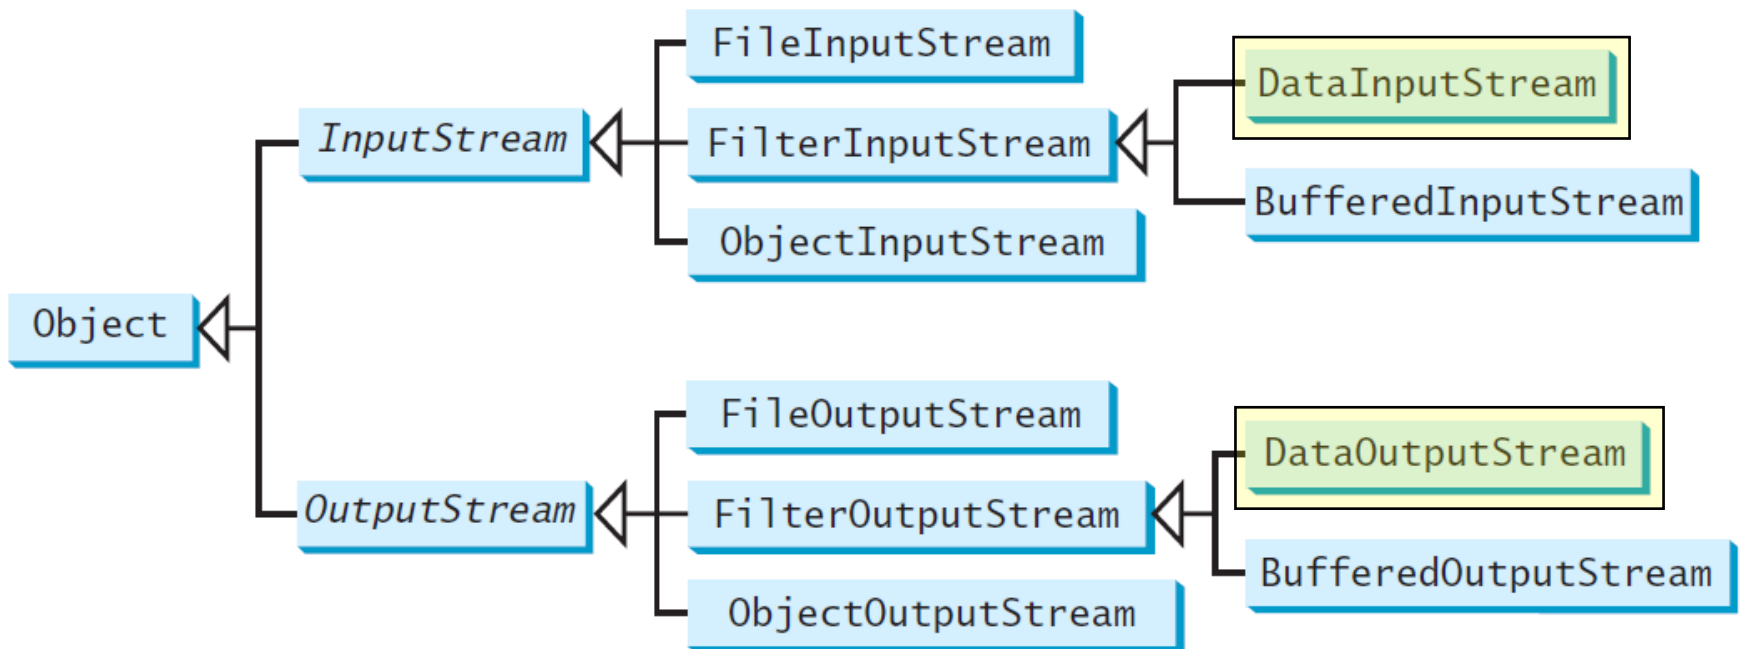 FileInputStream
DataInputStream
InputStream
FilterInputStream
BufferedInputStream
ObjectInputStream
Object
FileOutputStream
DataOutputStream
OutputStream
FilterOutputStream
BufferedOutputStream
ObjectOutputStream